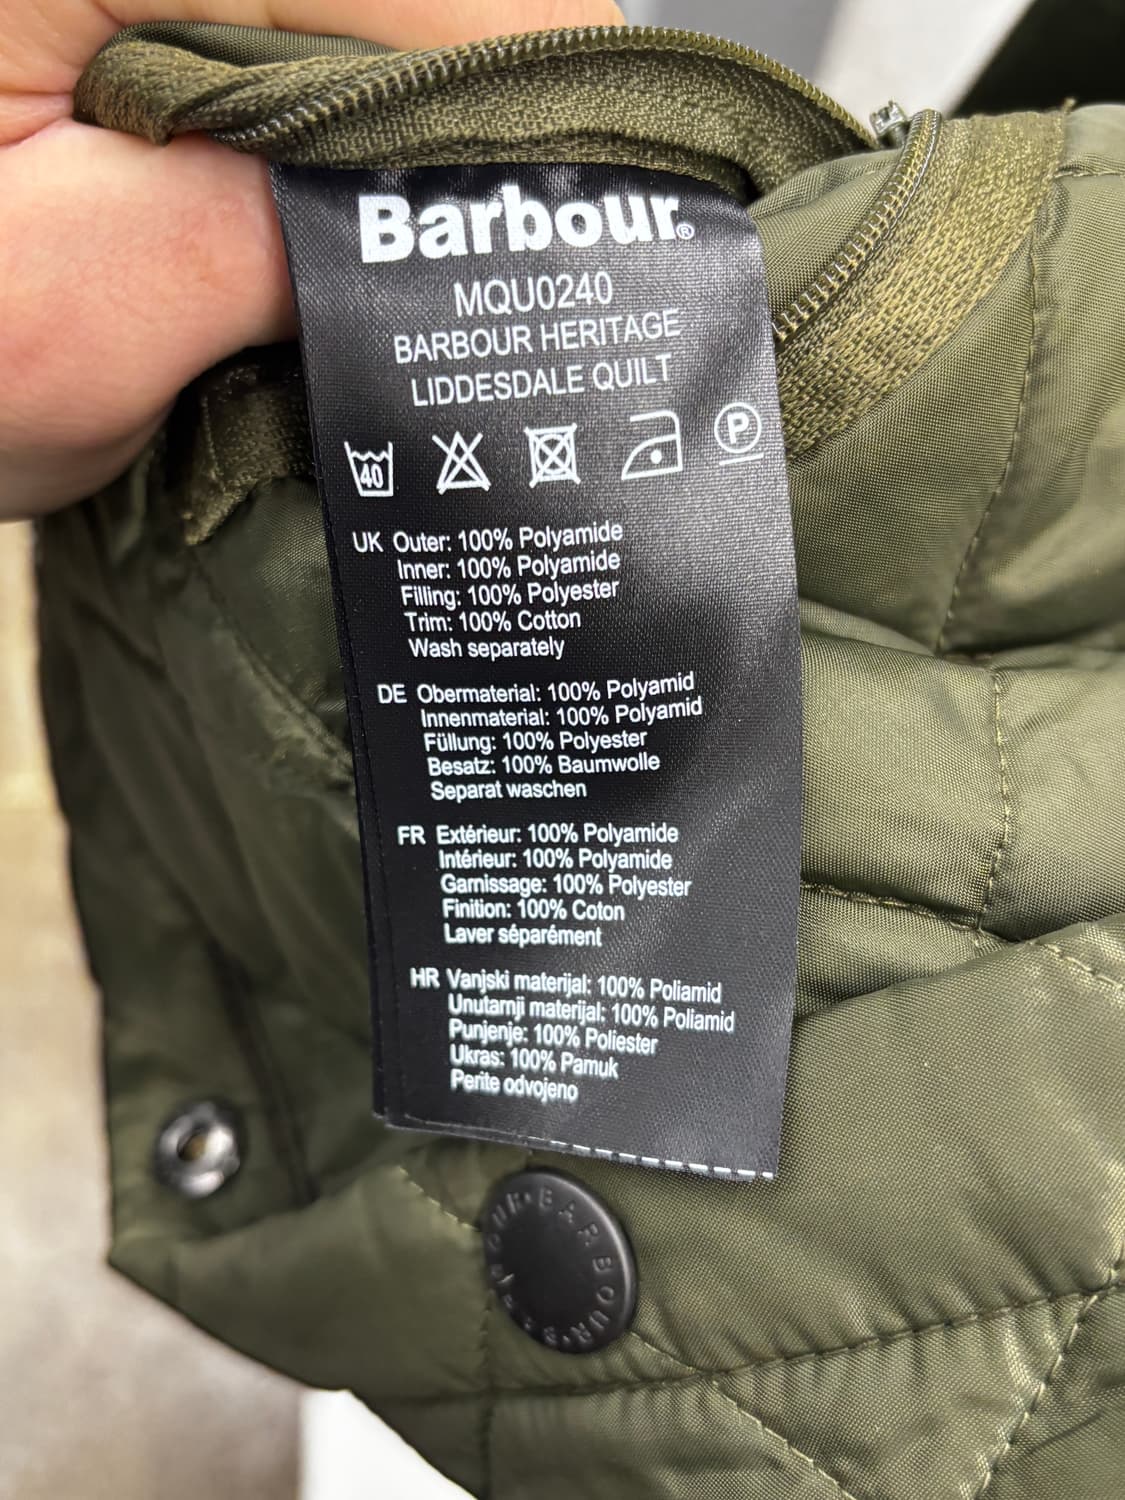 Barbour®
MQU0240
BARBOUR HERITAGE
LIDDESDALE QUILT
40
P
UK Outer: 100% Polyamide
Inner: 100% Polyamide
Filling: 100% Polyester
Trim: 100% Cotton
Wash separately
DE Obermaterial: 100% Polyamid
Innenmaterial: 100% Polyamid
Füllung: 100% Polyester
Besatz: 100% Baumwolle
Separat waschen
FR Extérieur: 100% Polyamide
Intérieur: 100% Polyamide
Garnissage: 100% Polyester
Finition: 100% Coton
Laver séparément
HR Vanjski materijal: 100% Poliamid
Unutarnji materijal: 100% Poliamid
Punjenje: 100% Poliester
Ukras: 100% Pamuk
Perite odvojeno
BARBOUR